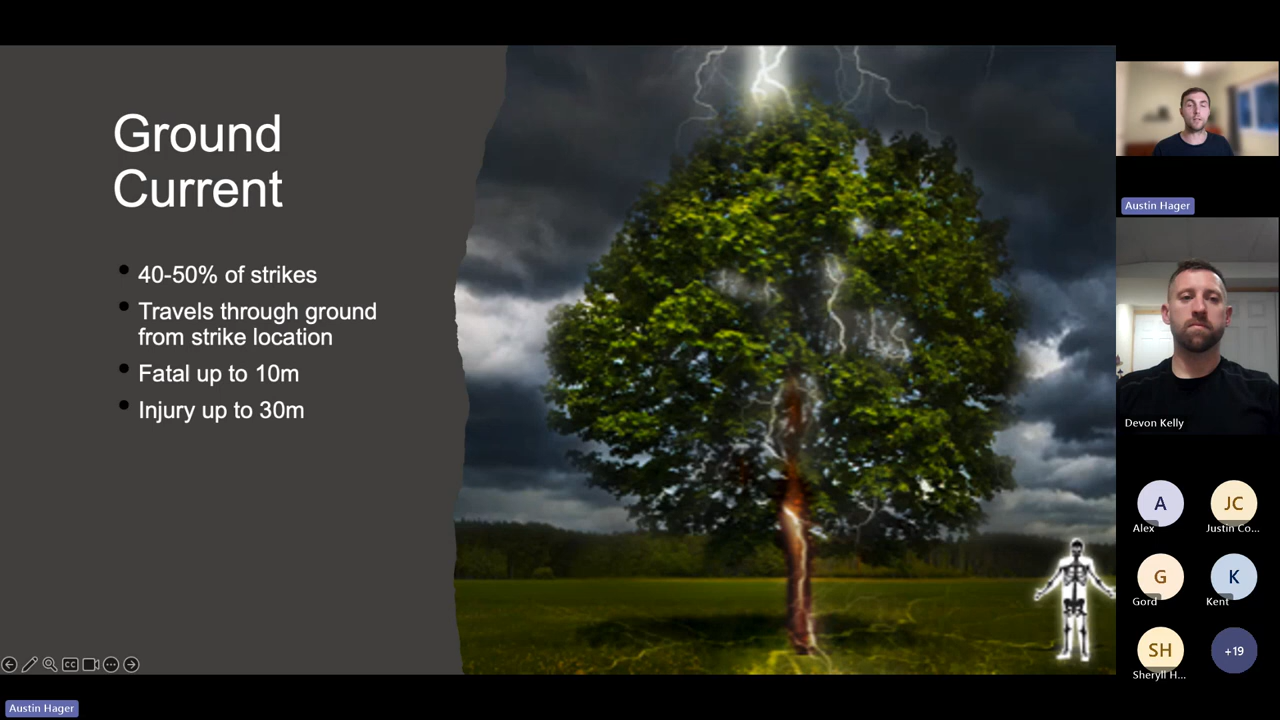 Ground
Current
40-50% of strikes
Travels through ground
from strike location
Fatal up to 10m
Injury up to 30m
CC
Austin Hager
Austin Hager
Devon Kelly
A
Alex
JC
Justin Co...
G
Gord
K
Kent
SH
Sheryll H...
+19